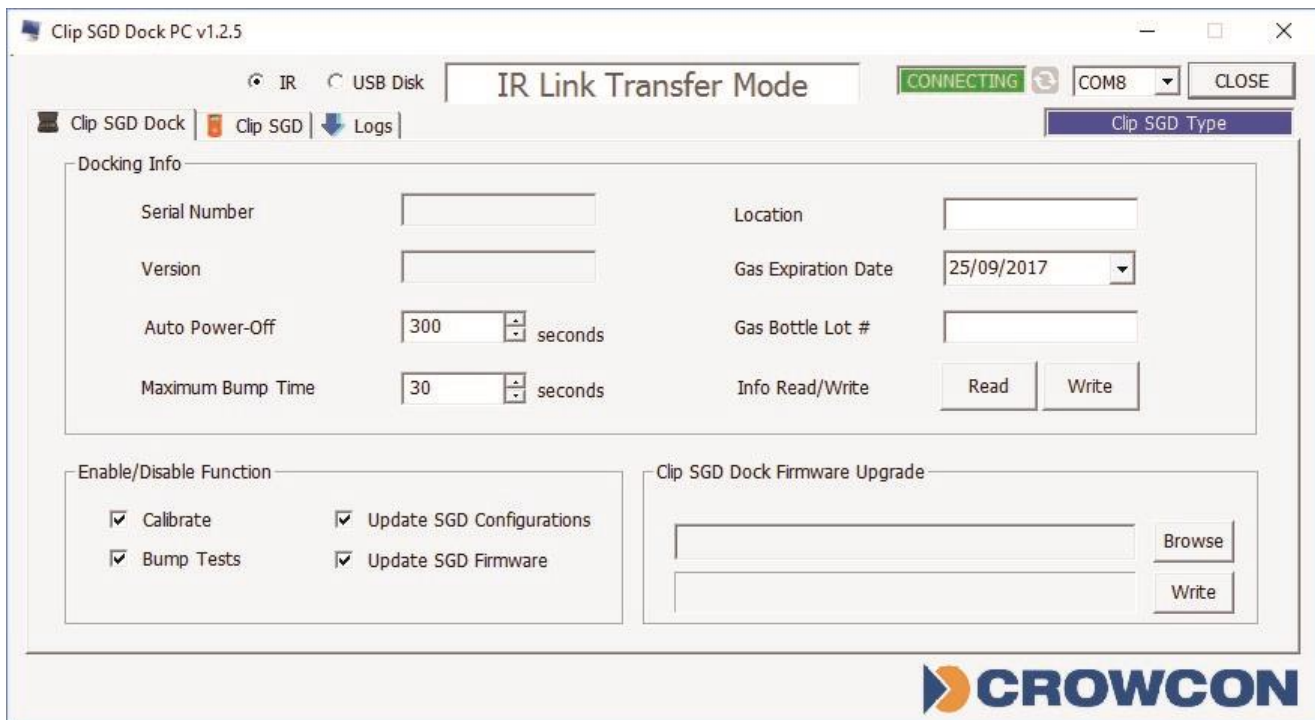 Clip SGD Dock PC v1.2.5
IR USB Disk IR Link Transfer Mode CONNECTING COM8 CLOSE
Clip SGD Dock Clip SGD Logs Clip SGD Type
Docking Info
Serial Number Location
Version Gas Expiration Date 25/09/2017
Auto Power-Off 300 seconds Gas Bottle Lot #
Maximum Bump Time 30 seconds Info Read/Write Read Write
Enable/Disable Function
Calibrate Update SGD Configurations
Bump Tests Update SGD Firmware
Clip SGD Dock Firmware Upgrade
Browse
Write
CROWCON